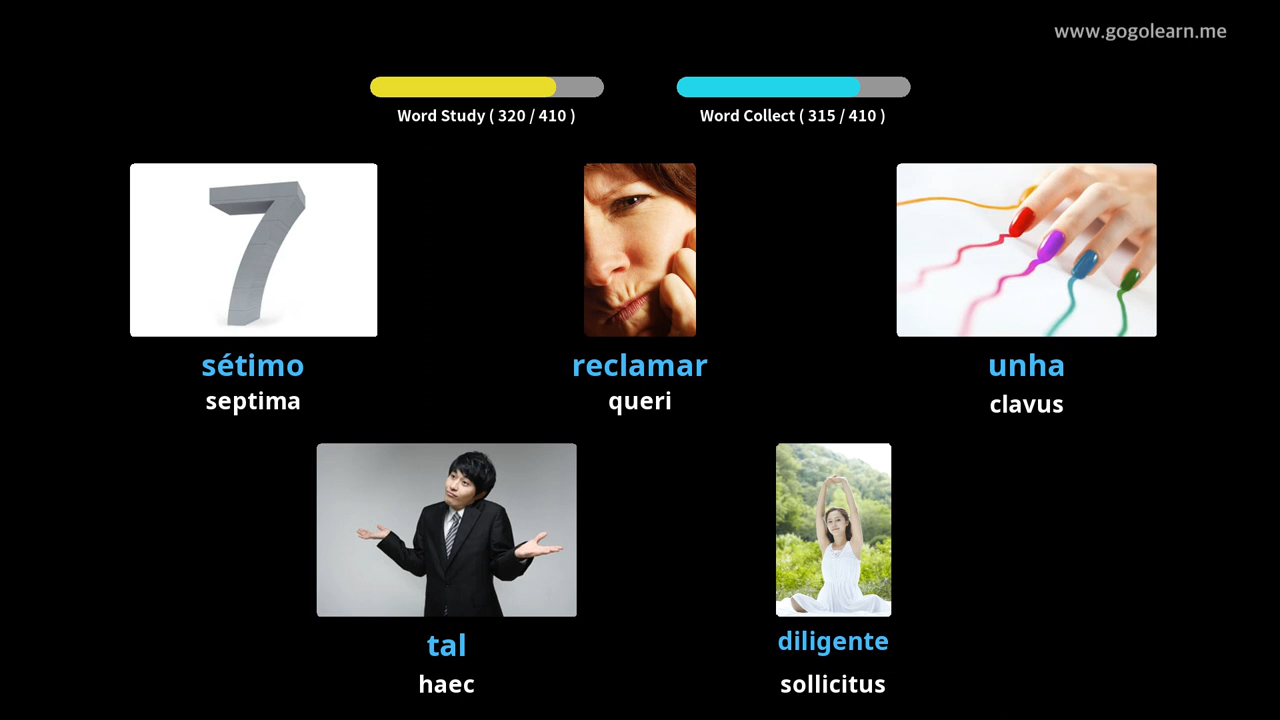 www.gogolearn.me
Word Study ( 320 / 410 )
Word Collect ( 315 / 410 )
sétimo
septima
reclamar
queri
unha
clavus
tal
haec
diligente
sollicitus